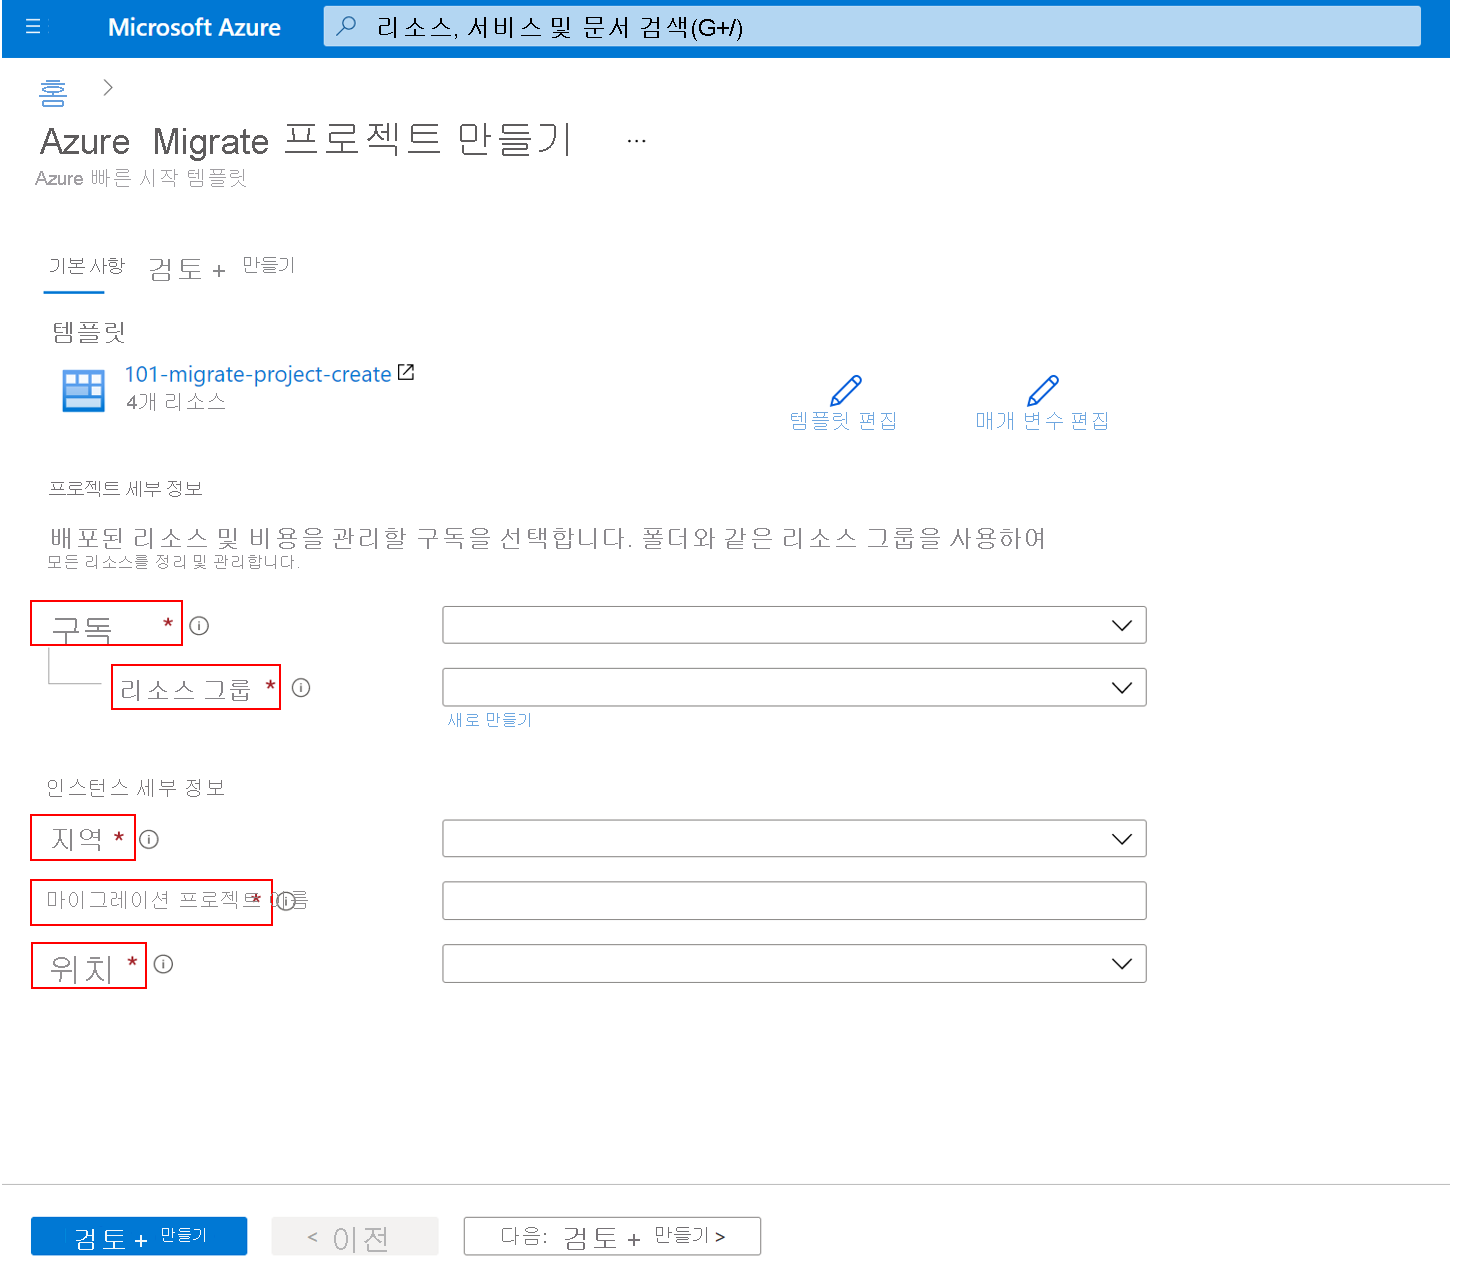 Microsoft Azure
리소스, 서비스 및 문서 검색(G+/)
홈
Azure Migrate 프로젝트 만들기 ...
Azure 빠른 시작 템플릿
기본 사항 검토 + 만들기
템플릿
101-migrate-project-create
4개 리소스
템플릿 편집 매개 변수 편집
프로젝트 세부 정보
배포된 리소스 및 비용을 관리할 구독을 선택합니다. 폴더와 같은 리소스 그룹을 사용하여
모든 리소스를 정리 및 관리합니다.
구독 *
리소스 그룹 *
새로 만들기
인스턴스 세부 정보
지역 *
마이그레이션 프로젝트 이름 *
위치 *
검토 + 만들기 < 이전 다음: 검토 + 만들기 >